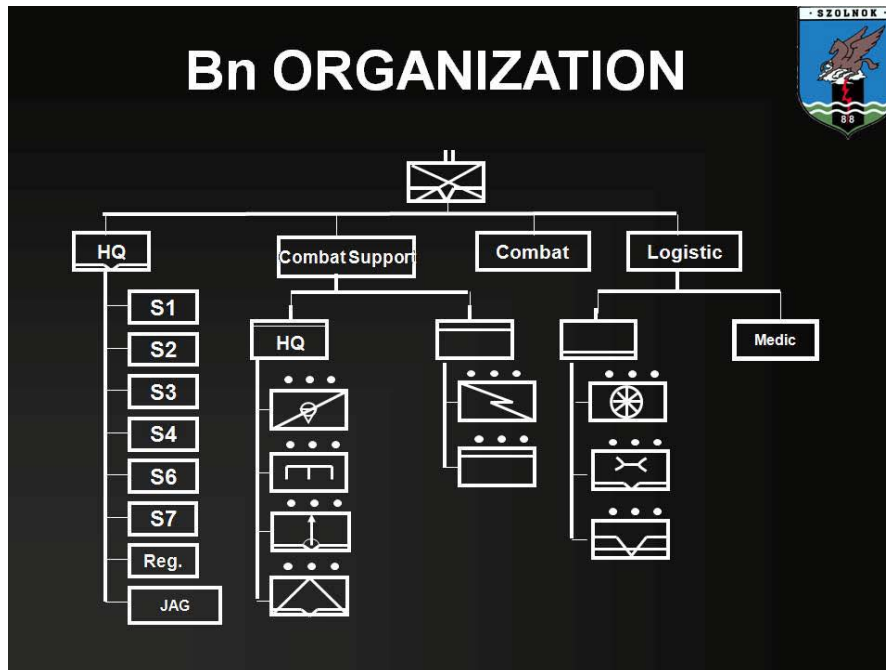 · SZOLNOK ·
88
Bn ORGANIZATION
HQ
Combat Support
Combat
Logistic
S1
S2
S3
S4
S6
S7
Reg.
JAG
HQ
Medic